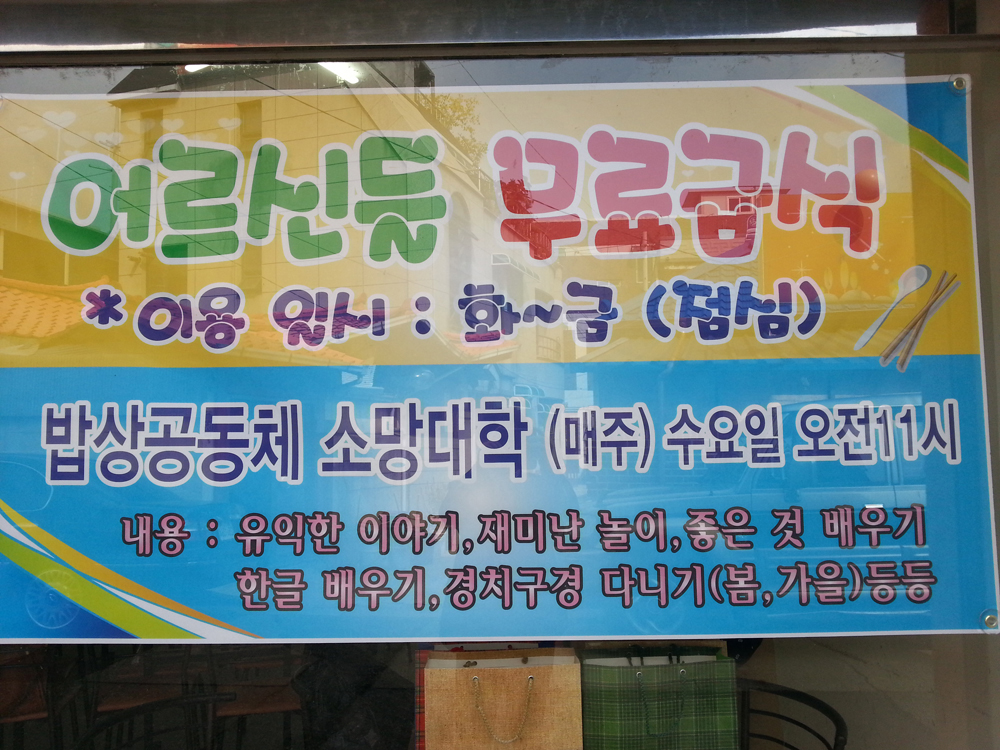 어르신들 무료급식
*이용 일시 : 화~금 (점심)
밥상공동체 소망대학 (매주) 수요일 오전11시
내용 : 유익한 이야기,재미난 놀이,좋은 것 배우기
한글 배우기,경치구경 다니기(봄,가을)등등